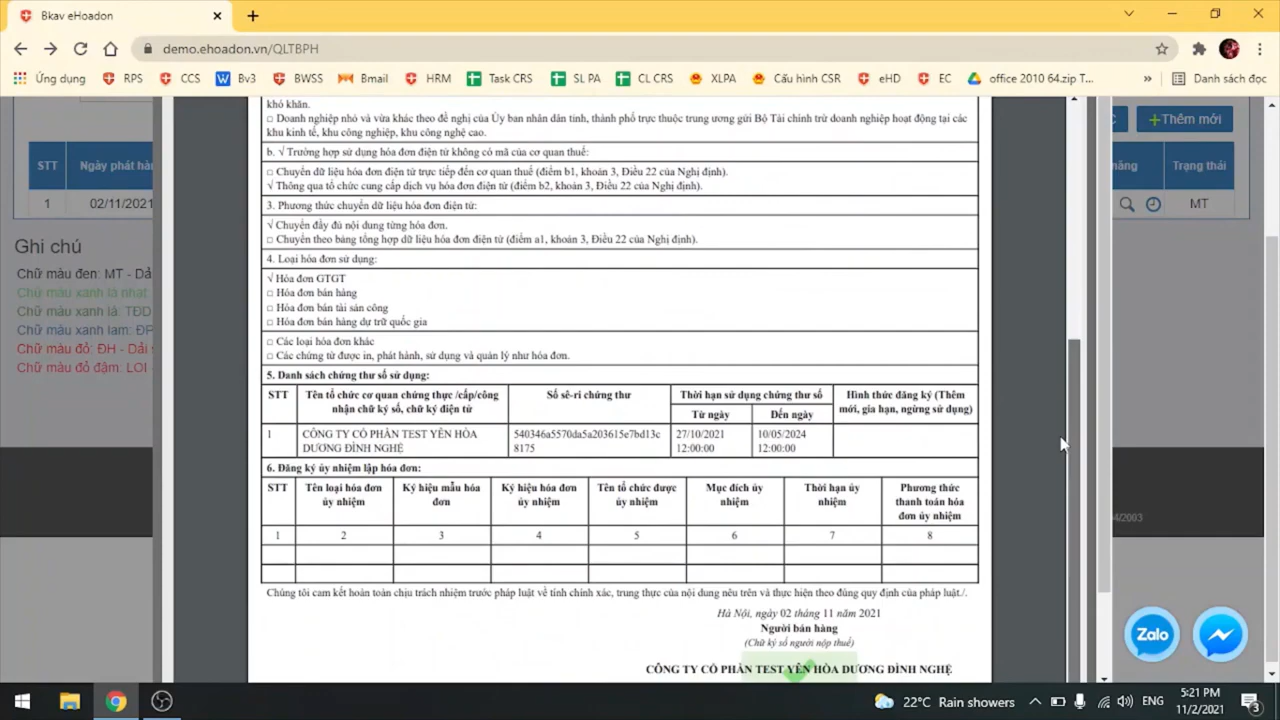 Bkav eHoadon
demo.ehoadon.vn/QLTBPH
Ứng dụng RPS CCS Bv3 BWSS Bmail HRM Task CRS SL PA CL CRS XLPA Cấu hình CSR eHD EC office 2010 64.zip T... » Danh sách đọc
khó khăn.
□ Doanh nghiệp nhỏ và vừa khác theo đề nghị của Ủy ban nhân dân tỉnh, thành phố trực thuộc trung ương gửi Bộ Tài chính trừ doanh nghiệp hoạt động tại các
khu kinh tế, khu công nghiệp, khu công nghệ cao.
b. √ Trường hợp sử dụng hóa đơn điện tử không có mã của cơ quan thuế:
□ Chuyển dữ liệu hóa đơn điện tử trực tiếp đến cơ quan thuế (điểm b1, khoản 3, Điều 22 của Nghị định).
√ Thông qua tổ chức cung cấp dịch vụ hóa đơn điện tử (điểm b2, khoản 3, Điều 22 của Nghị định).
3. Phương thức chuyển dữ liệu hóa đơn điện tử:
√ Chuyển đầy đủ nội dung từng hóa đơn.
□ Chuyển theo bảng tổng hợp dữ liệu hóa đơn điện tử (điểm a1, khoản 3, Điều 22 của Nghị định).
4. Loại hóa đơn sử dụng:
√ Hóa đơn GTGT
□ Hóa đơn bán hàng
□ Hóa đơn bán tài sản công
□ Hóa đơn bán hàng dự trữ quốc gia
□ Các loại hóa đơn khác
□ Các chứng từ được in, phát hành, sử dụng và quản lý như hóa đơn.
5. Danh sách chứng thư số sử dụng:
STT Tên tổ chức cơ quan chứng thực /cấp/công Số sê-ri chứng thư Thời hạn sử dụng chứng thư số Hình thức đăng ký (Thêm
nhận chữ ký số, chữ ký điện tử Từ ngày Đến ngày mới, gia hạn, ngừng sử dụng)
1 CÔNG TY CỔ PHẦN TEST YÊN HÒA 540346a5570da5a203615e7bd13c 27/10/2021 10/05/2024
DƯƠNG ĐÌNH NGHỆ 8175 12:00:00 12:00:00
6. Đăng ký ủy nhiệm lập hóa đơn:
STT Tên loại hóa đơn Ký hiệu mẫu hóa Ký hiệu hóa đơn Tên tổ chức được Mục đích ủy Thời hạn ủy Phương thức
ủy nhiệm đơn ủy nhiệm ủy nhiệm nhiệm nhiệm thanh toán hóa
đơn ủy nhiệm
1 2 3 4 5 6 7 8
Chúng tôi cam kết hoàn toàn chịu trách nhiệm trước pháp luật về tính chính xác, trung thực của nội dung nêu trên và thực hiện theo đúng quy định của pháp luật./.
Hà Nội, ngày 02 tháng 11 năm 2021
Người bán hàng
(Chữ ký số người nộp thuế)
CÔNG TY CỔ PHẦN TEST YÊN HÒA DƯƠNG ĐÌNH NGHỆ
STT Ngày phát hàn
1 02/11/2021
Ghi chú
Chữ màu đen: MT - Dả
Chữ màu xanh lá nhạt
Chữ màu xanh lá: TĐD
Chữ màu xanh lam: ĐP
Chữ màu đỏ: ĐH - Dải s
Chữ màu đỏ đậm: LOI -
C +Thêm mới
năng Trạng thái
MT
4/2003
Zalo
22°C Rain showers ENG 5:21 PM
11/2/2021
3